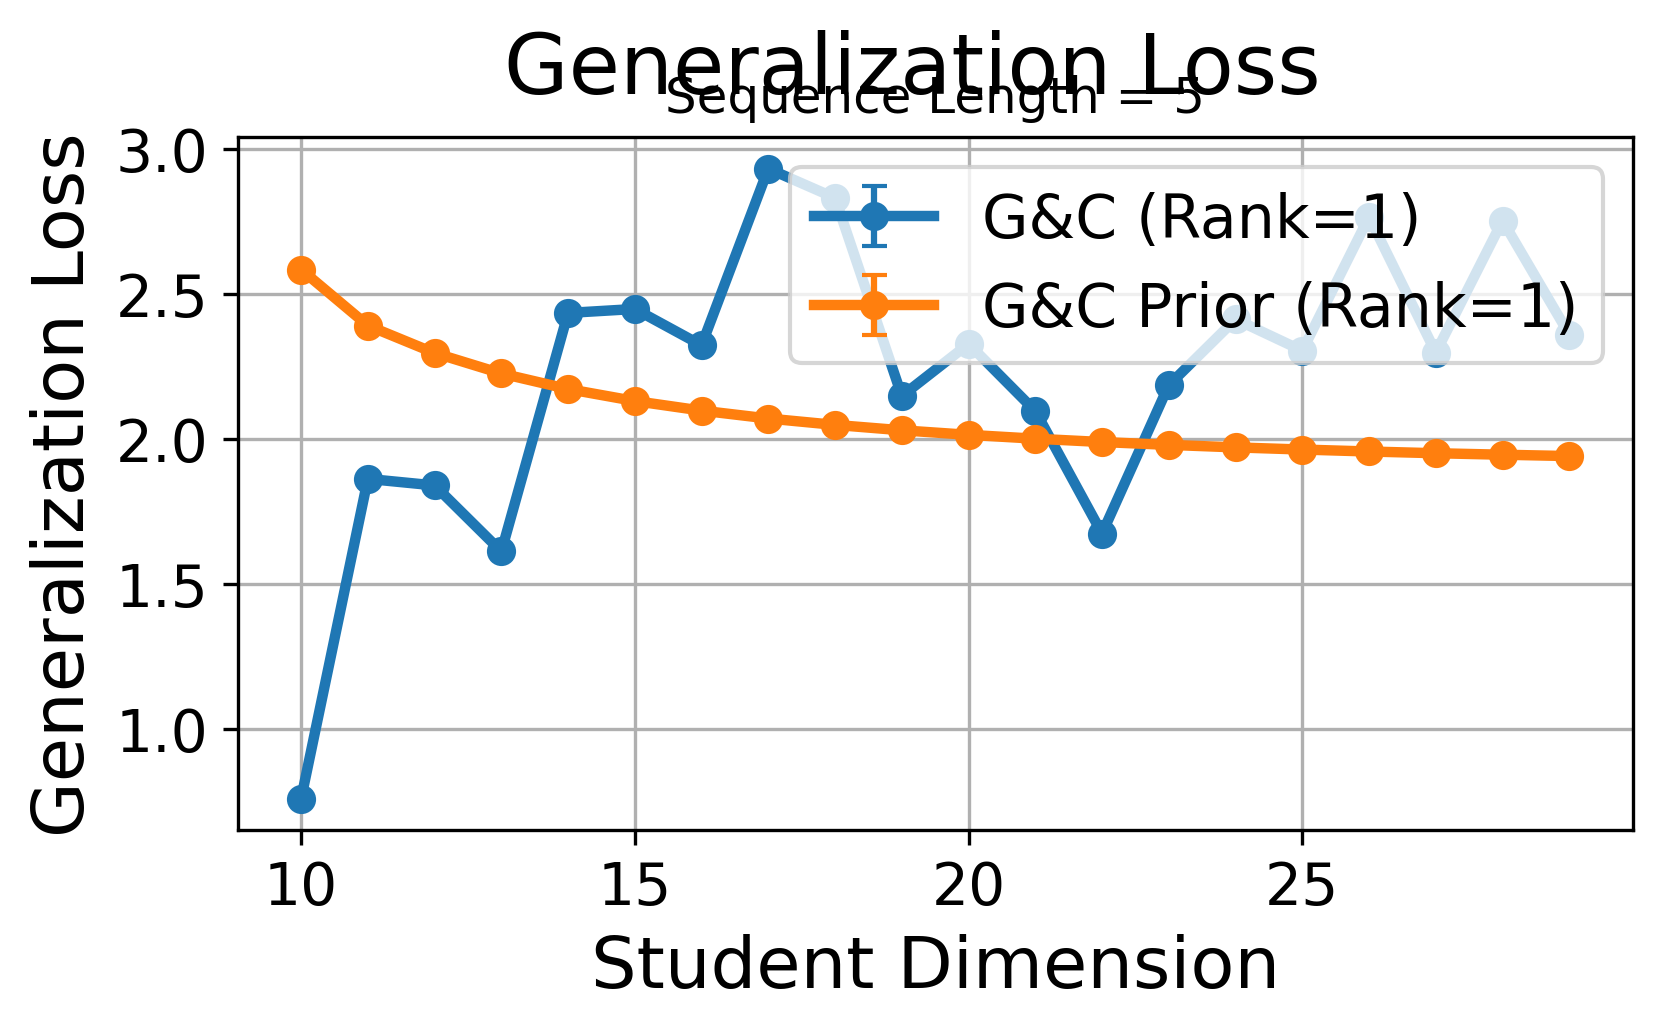 Generalization Loss
Sequence Length = 5
Generalization Loss
3.0
2.5
2.0
1.5
1.0
G&C (Rank=1)
G&C Prior (Rank=1)
10 15 20 25
Student Dimension